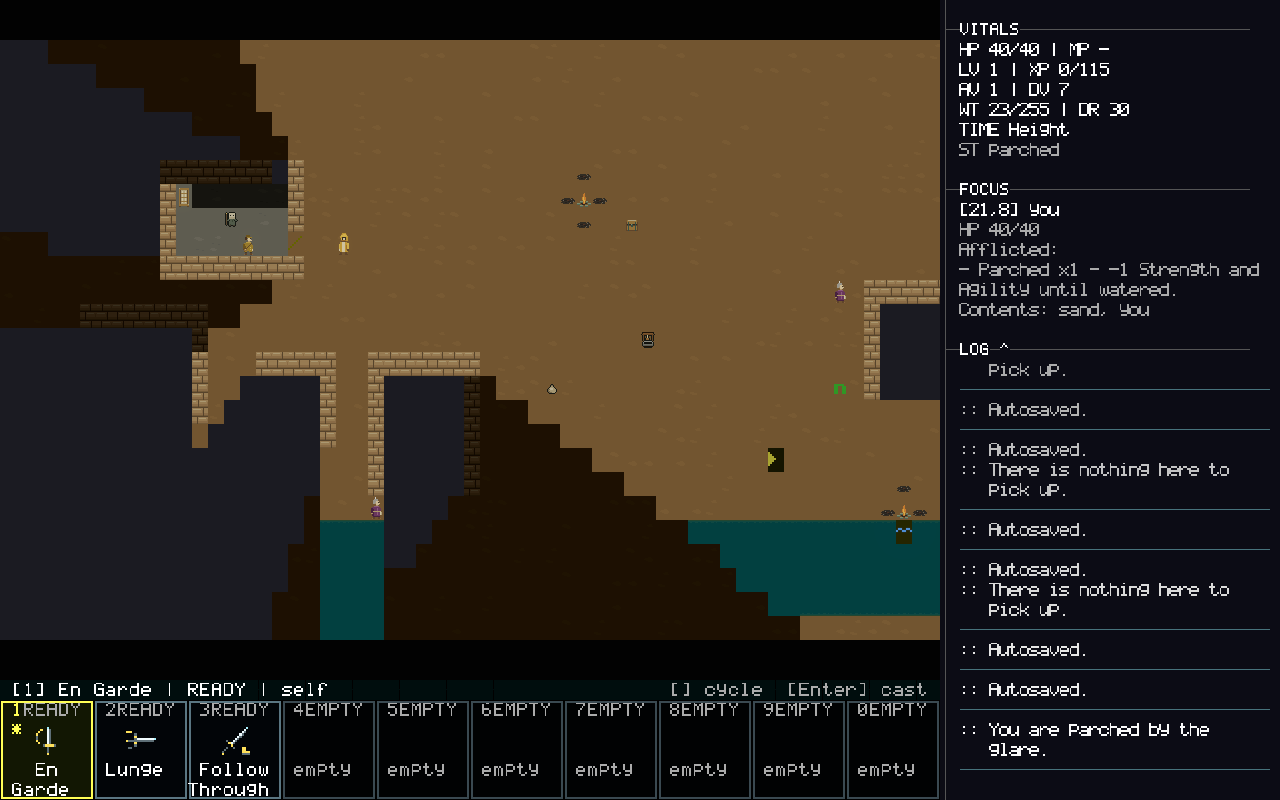 VITALS
HP 40/40 | MP -
LV 1 | XP 0/115
AV 1 | DV 7
WT 23/255 | DR 30
TIME Height
ST Parched
FOCUS
[21,8] You
HP 40/40
Afflicted:
- Parched x1 - -1 Strength and
Agility until watered.
Contents: sand, You
LOG ^
Pick up.
:: Autosaved.
:: Autosaved.
:: There is nothing here to
Pick up.
:: Autosaved.
:: Autosaved.
:: There is nothing here to
Pick up.
:: Autosaved.
:: Autosaved.
:: You are Parched by the
glare.
[1] En Garde | READY | self
[] cycle [Enter] cast
1READY 2READY 3READY 4EMPTY 5EMPTY 6EMPTY 7EMPTY 8EMPTY 9EMPTY 0EMPTY
En Lunge Follow empty empty empty empty empty empty empty
Garde Through